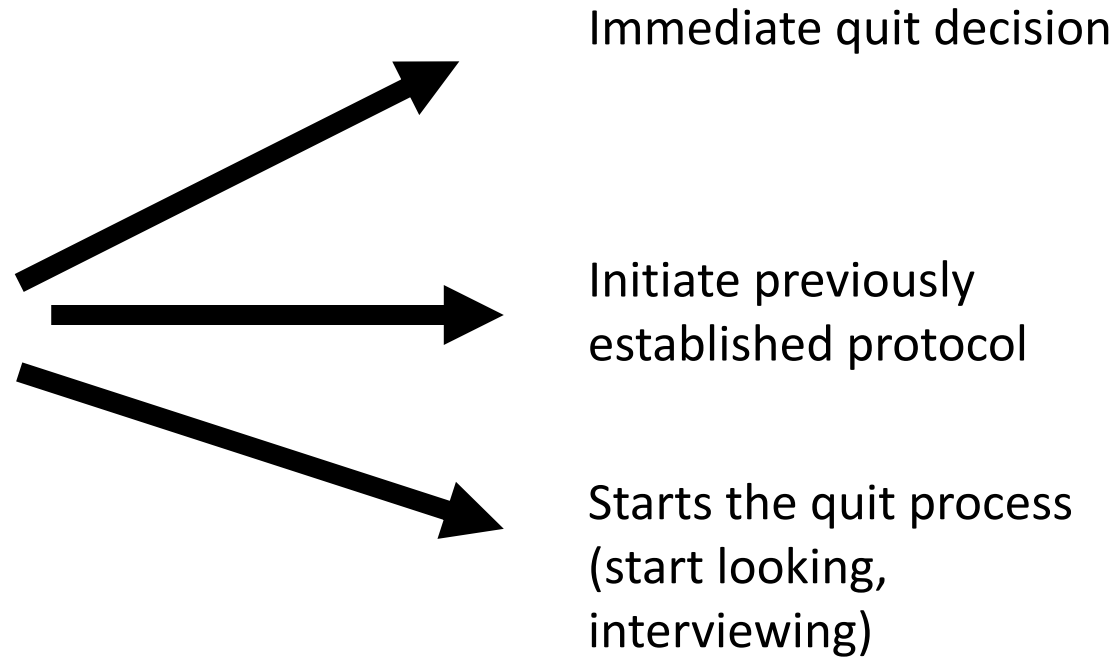 Immediate quit decision
Initiate previously
established protocol
Starts the quit process
(start looking,
interviewing)